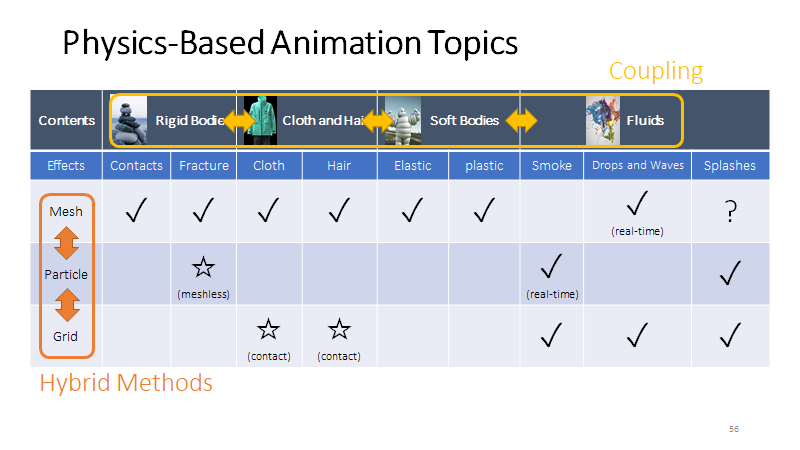 Physics-Based Animation Topics
Coupling
Contents Rigid Bodie Cloth and Hai Soft Bodies Fluids
Effects Contacts Fracture Cloth Hair Elastic plastic Smoke Drops and Waves Splashes
Mesh ✓ ✓ ✓ ✓ ✓ ✓ ✓ ?
(real-time)
Particle ☆ ✓ ✓
(meshless) (real-time)
Grid ☆ ☆ ✓ ✓ ✓
(contact) (contact)
Hybrid Methods
56